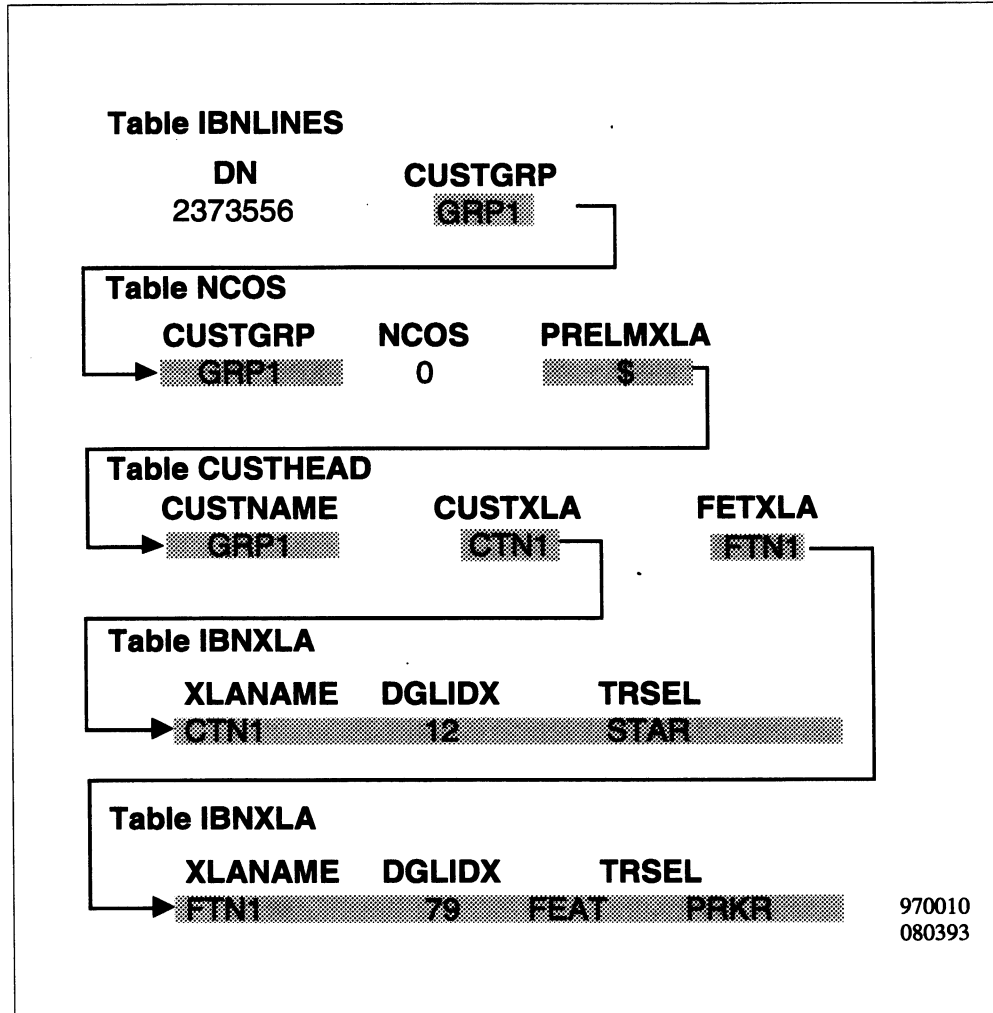 Table IBNLINES
DN CUSTGRP
2373556 GRP1
Table NCOS
CUSTGRP NCOS PRELMXLA
GRP1 0 $
Table CUSTHEAD
CUSTNAME CUSTXLA FETXLA
GRP1 CTN1 FTN1
Table IBNXLA
XLANAME DGLIDX TRSEL
CTN1 12 STAR
Table IBNXLA
XLANAME DGLIDX TRSEL
FTN1 79 FEAT PRKR
970010
080393